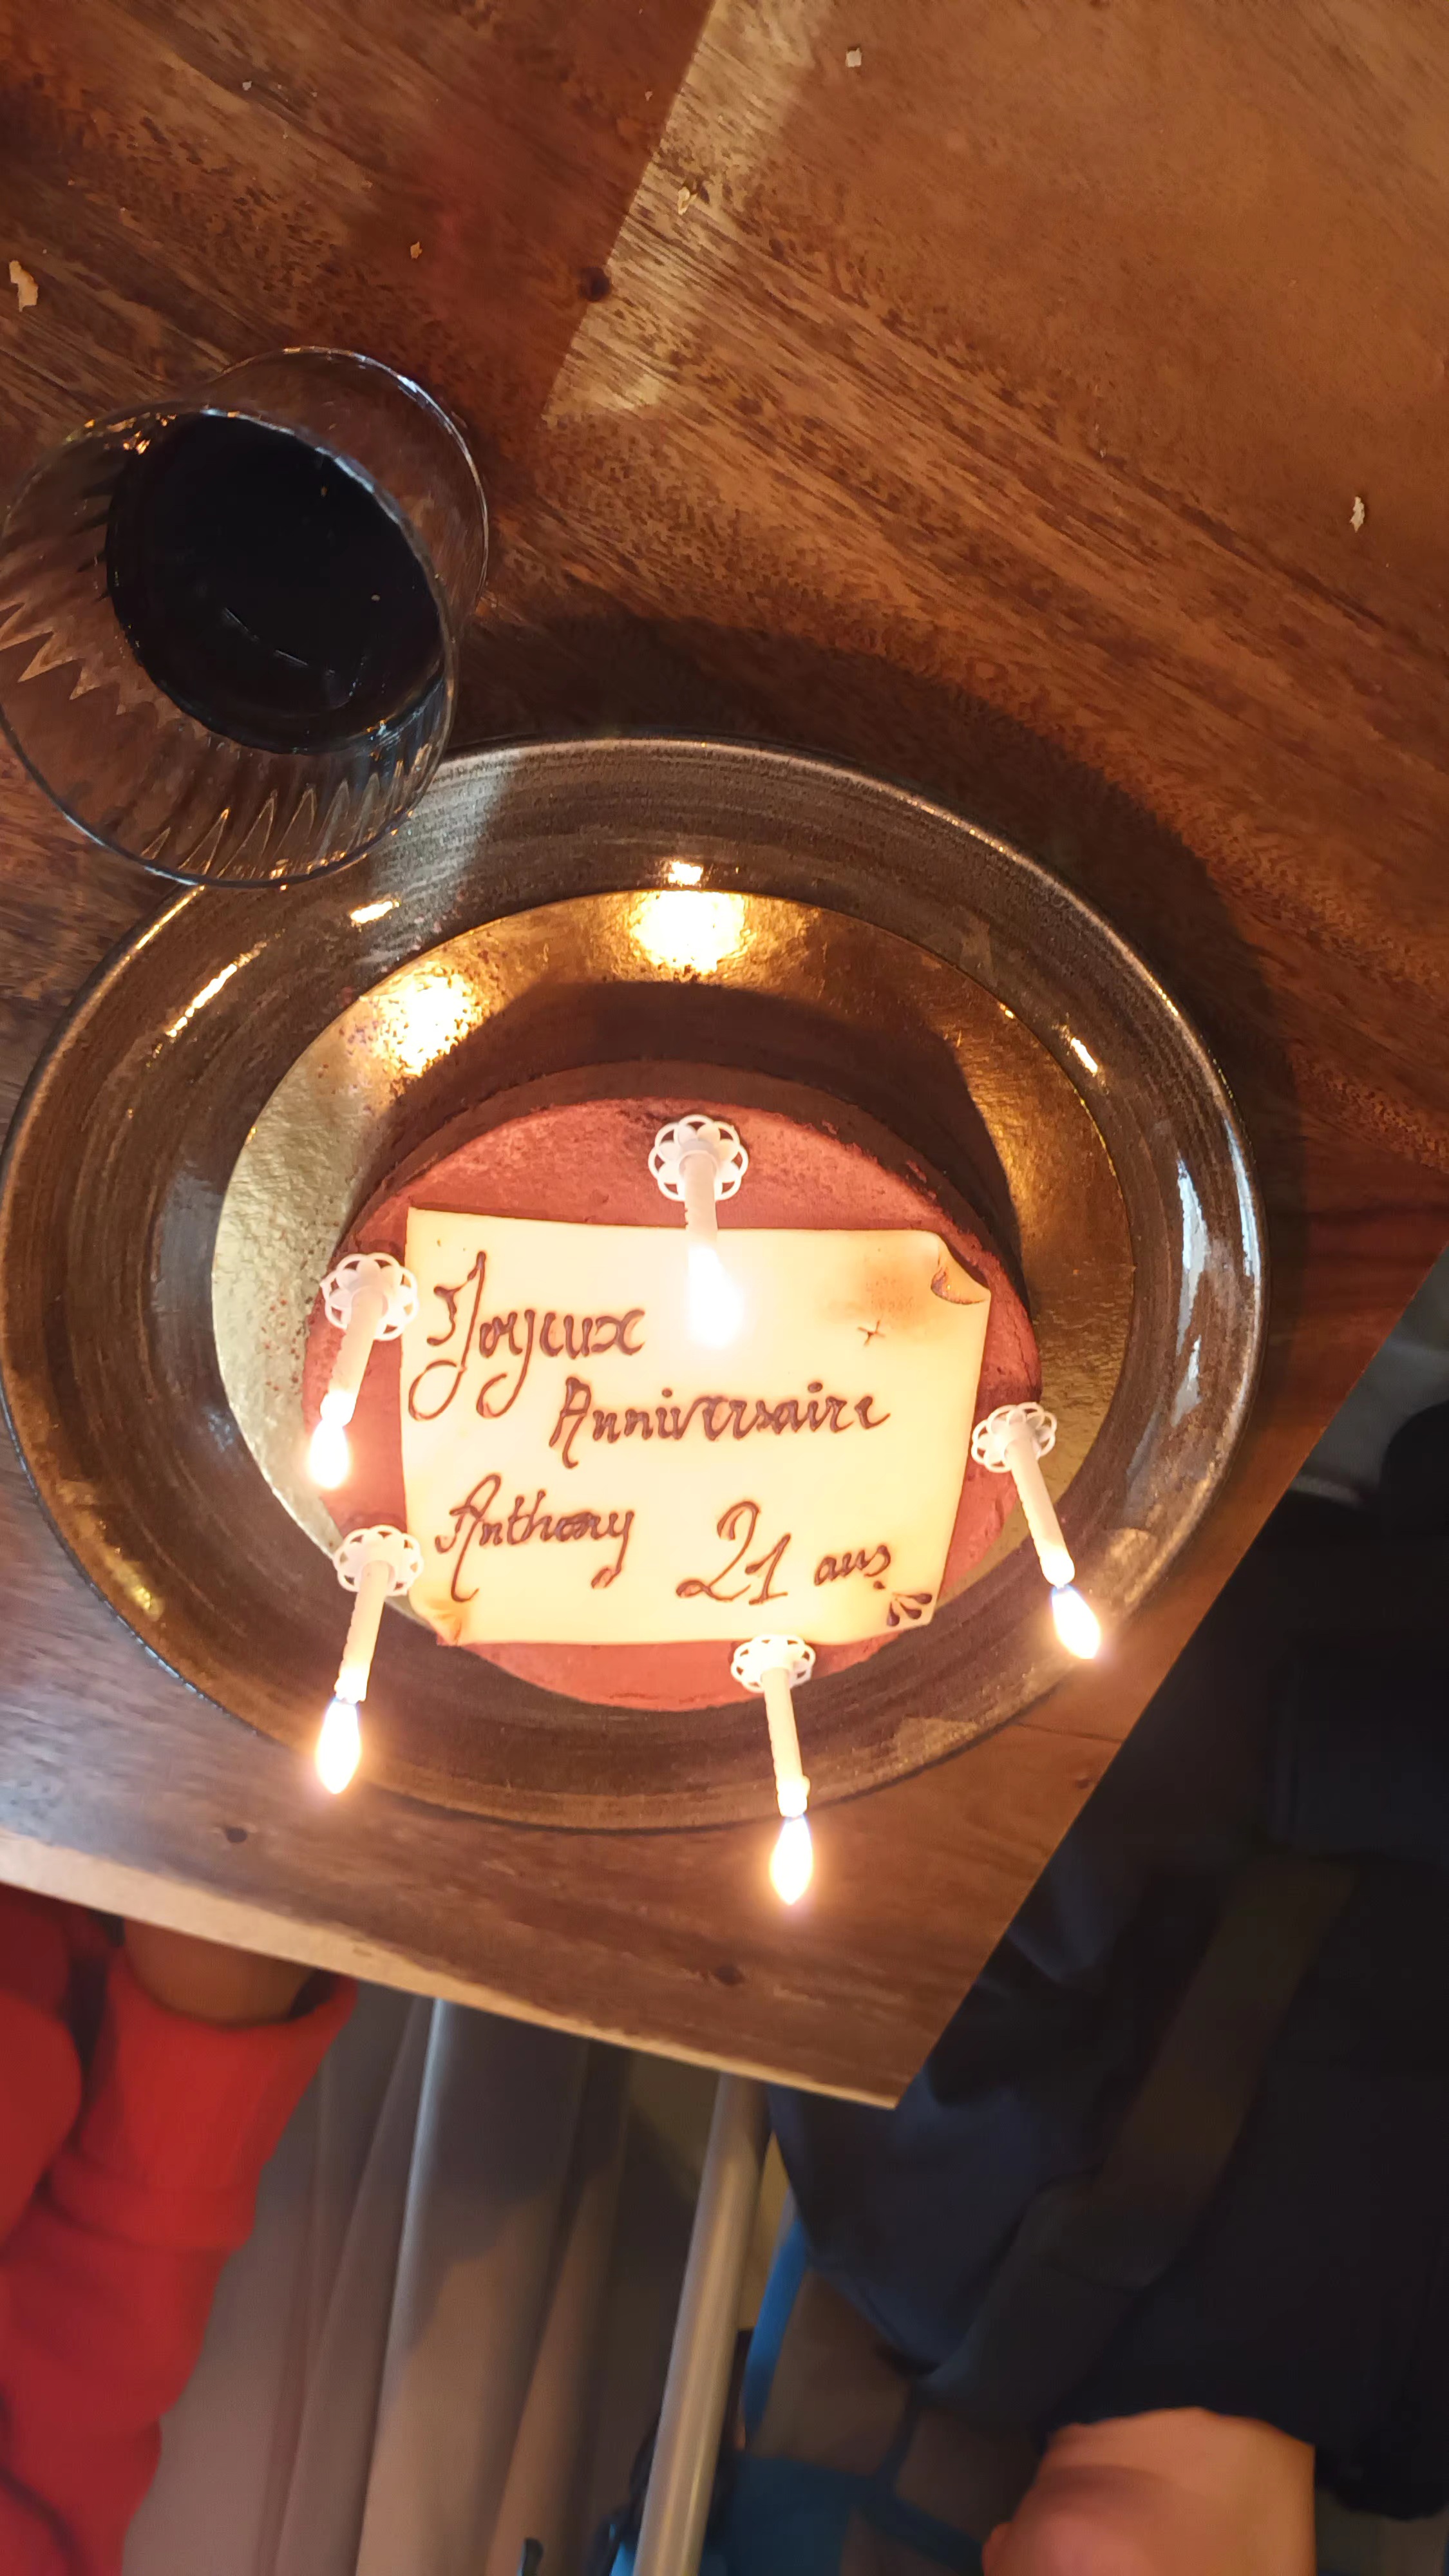 Joyeux
Anniversaire
Anthony 21 ans